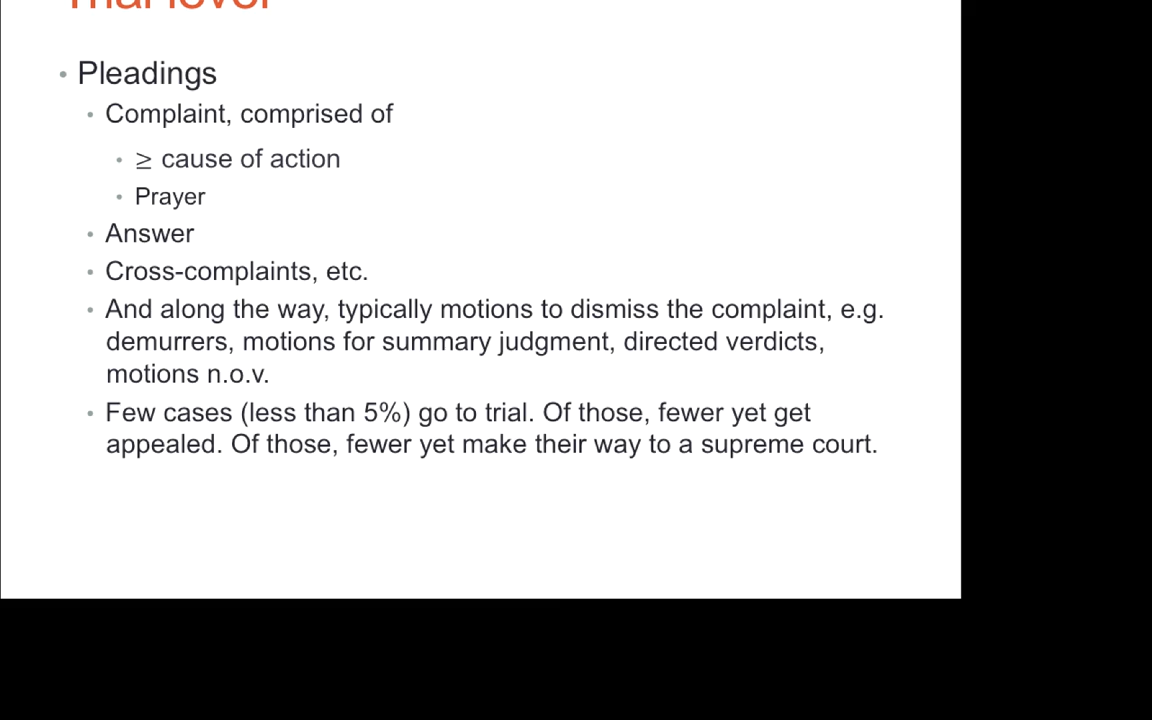 Trial level
• Pleadings
• Complaint, comprised of
• ≥ cause of action
• Prayer
• Answer
• Cross-complaints, etc.
• And along the way, typically motions to dismiss the complaint, e.g.
demurrers, motions for summary judgment, directed verdicts,
motions n.o.v.
• Few cases (less than 5%) go to trial. Of those, fewer yet get
appealed. Of those, fewer yet make their way to a supreme court.